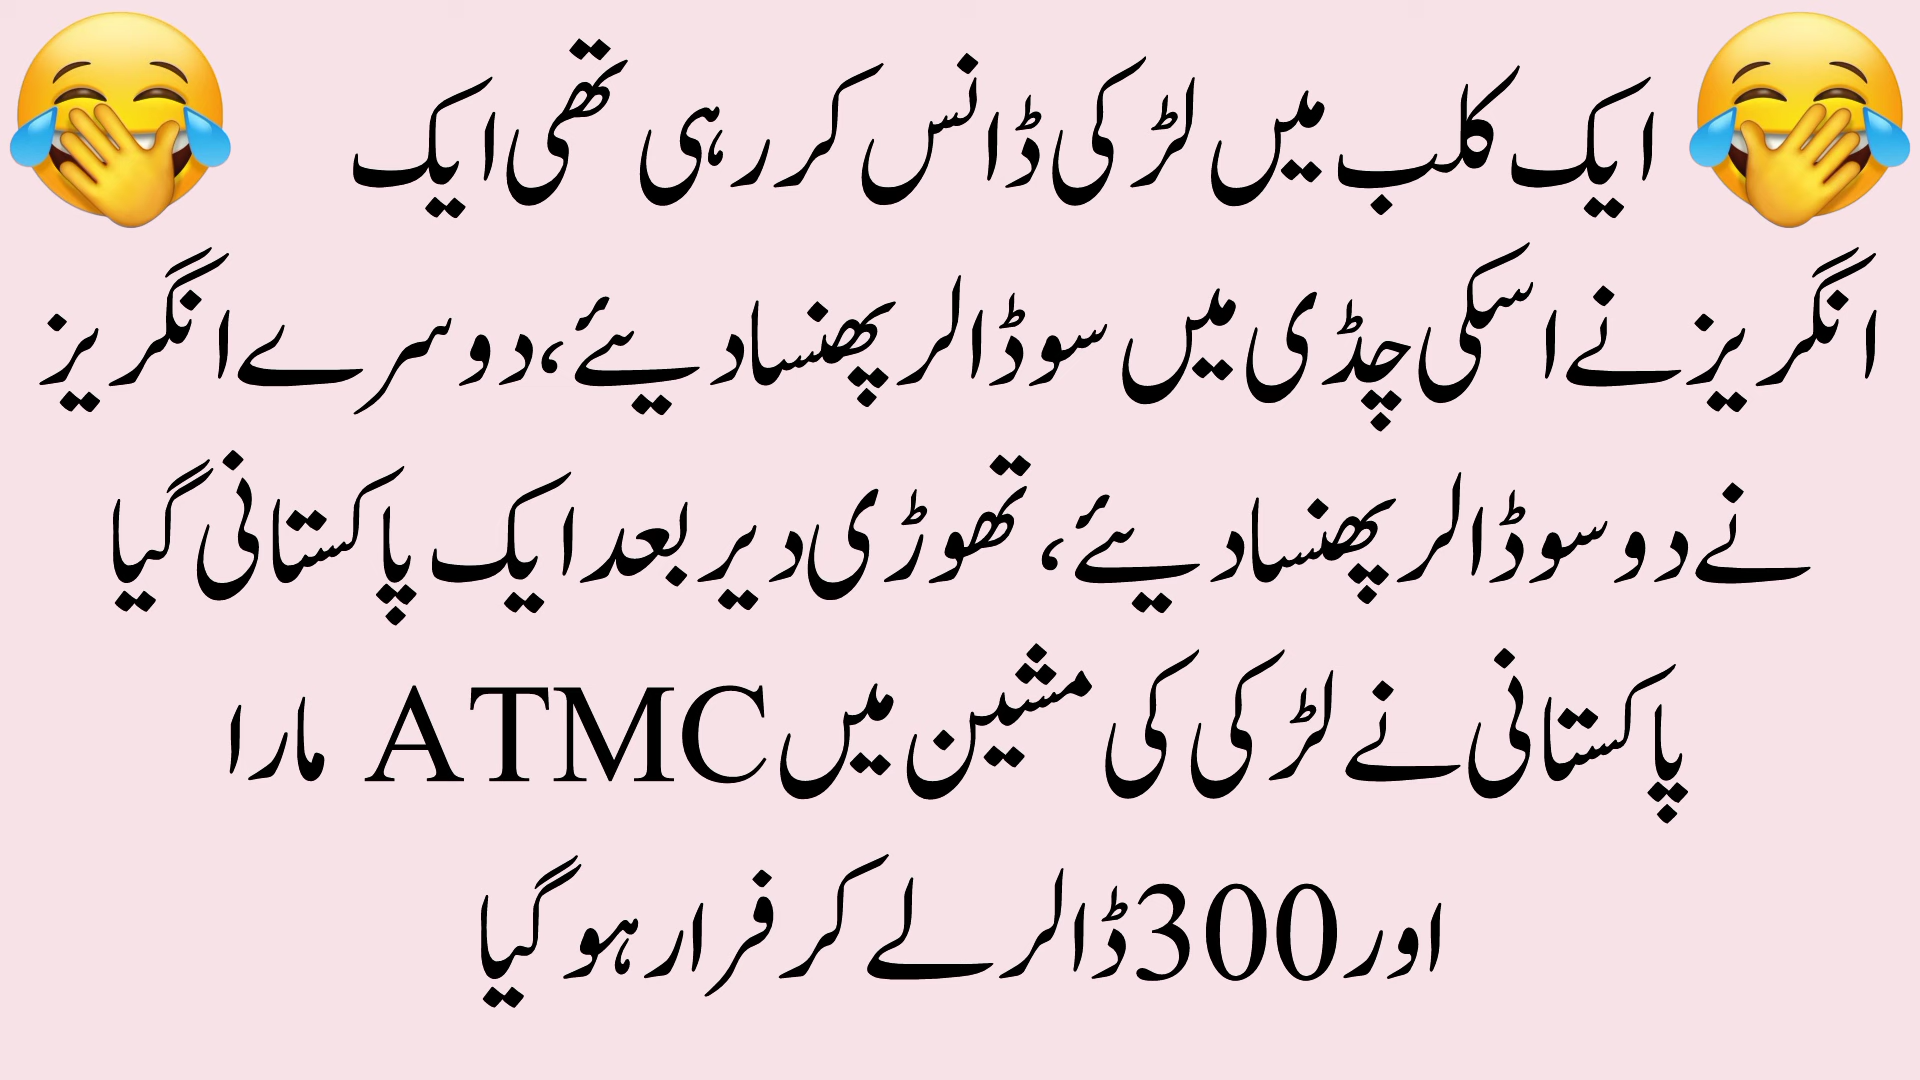 ایک کلب میں لڑکی ڈانس کر رہی تھی ایک
انگریز نے اسکی چڈی میں سو ڈالر پھنسا دیئے، دوسرے انگریز
نے دو سو ڈالر پھنسا دیئے، تھوڑی دیر بعد ایک پاکستانی گیا
پاکستانی نے لڑکی کی مشین میں ATMC مارا
اور 300 ڈالر لے کر فرار ہو گیا